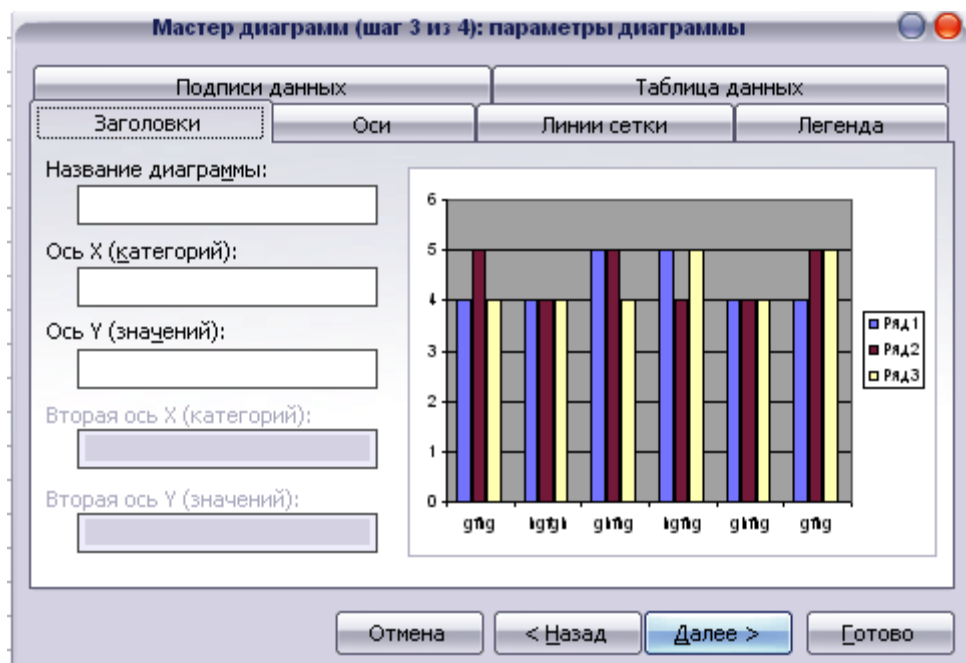 Мастер диаграмм (шаг 3 из 4): параметры диаграммы
Подписи данных
Таблица данных
Заголовки
Оси
Линии сетки
Легенда
Название диаграммы:
Ось X (категорий):
Ось Y (значений):
Вторая ось X (категорий):
Вторая ось Y (значений):
6
5
4
3
2
1
0
Ряд1
Ряд2
Ряд3
Отмена
< Назад
Далее >
Готово